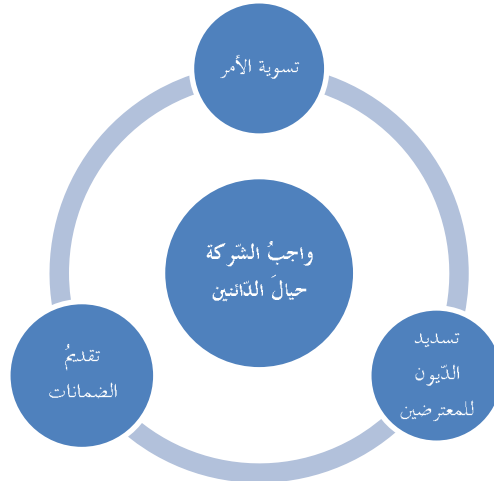 تسوية الأمر
واجبُ الشّركة
حيالَ الدّائنين
تسديد
الدّيون
للمعترضين
تقديمُ
الضمانات